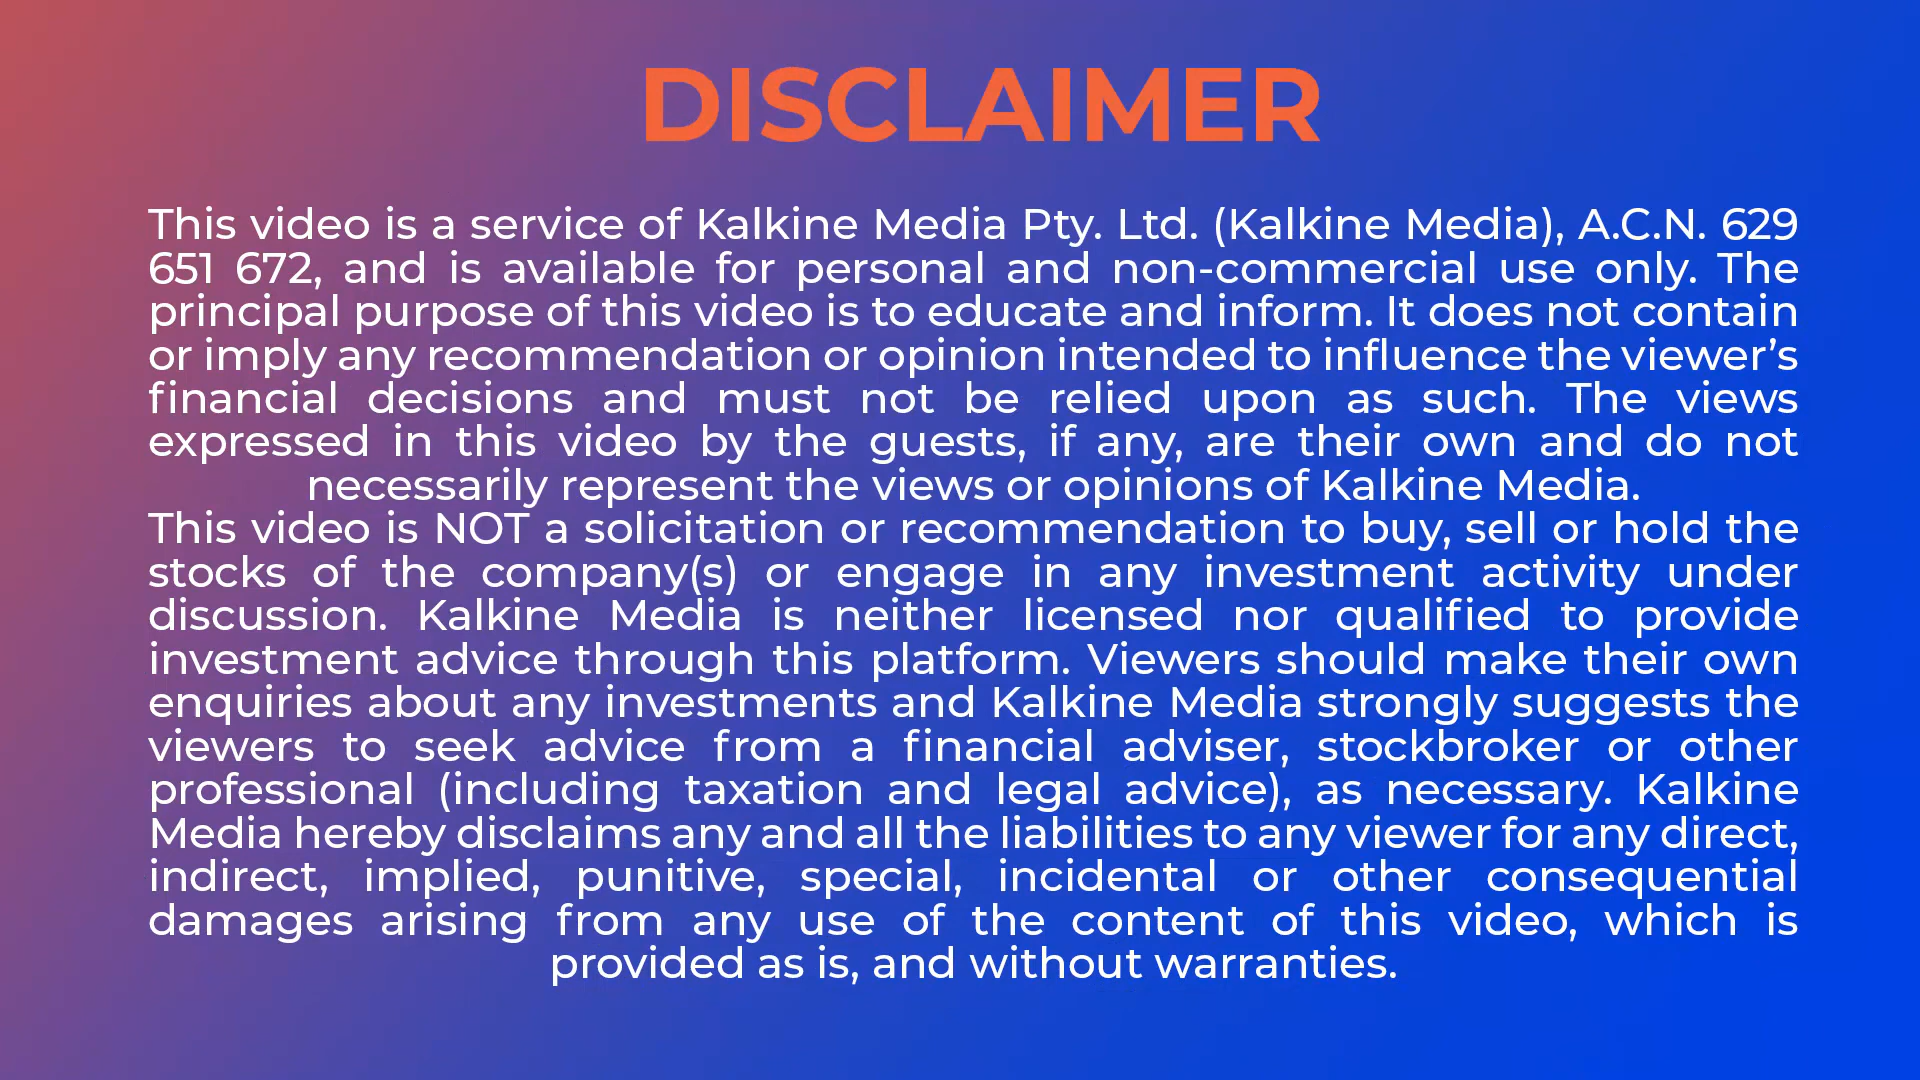 DISCLAIMER
This video is a service of Kalkine Media Pty. Ltd. (Kalkine Media), A.C.N. 629
651 672, and is available for personal and non-commercial use only. The
principal purpose of this video is to educate and inform. It does not contain
or imply any recommendation or opinion intended to influence the viewer’s
financial decisions and must not be relied upon as such. The views
expressed in this video by the guests, if any, are their own and do not
necessarily represent the views or opinions of Kalkine Media.
This video is NOT a solicitation or recommendation to buy, sell or hold the
stocks of the company(s) or engage in any investment activity under
discussion. Kalkine Media is neither licensed nor qualified to provide
investment advice through this platform. Viewers should make their own
enquiries about any investments and Kalkine Media strongly suggests the
viewers to seek advice from a financial adviser, stockbroker or other
professional (including taxation and legal advice), as necessary. Kalkine
Media hereby disclaims any and all the liabilities to any viewer for any direct,
indirect, implied, punitive, special, incidental or other consequential
damages arising from any use of the content of this video, which is
provided as is, and without warranties.